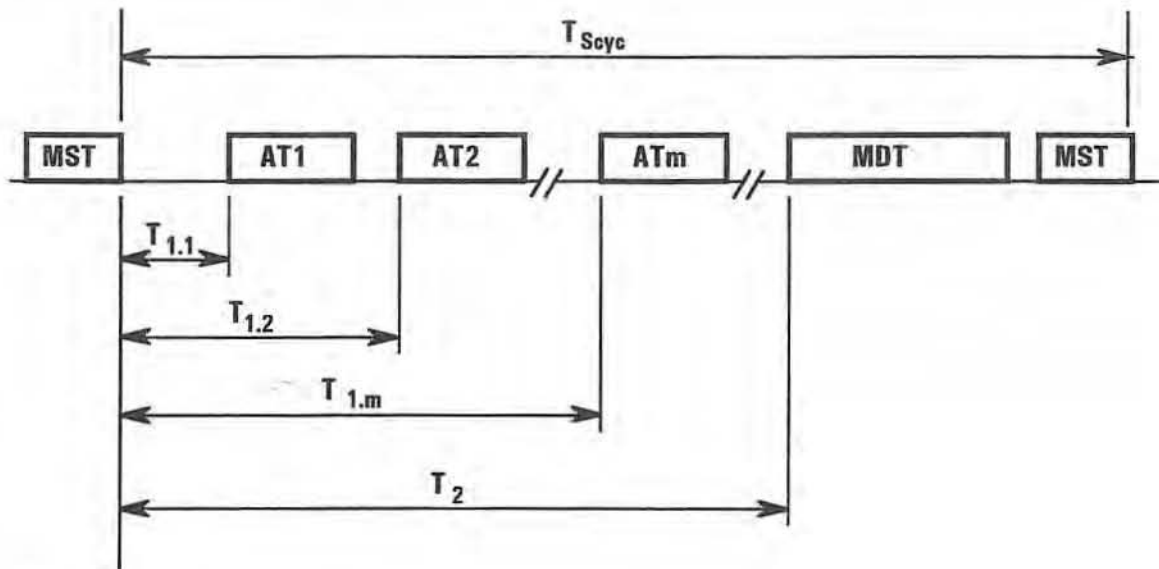 T Scyc
MST AT1 AT2 ATm MDT MST
T 1.1
T 1.2
T 1.m
T 2